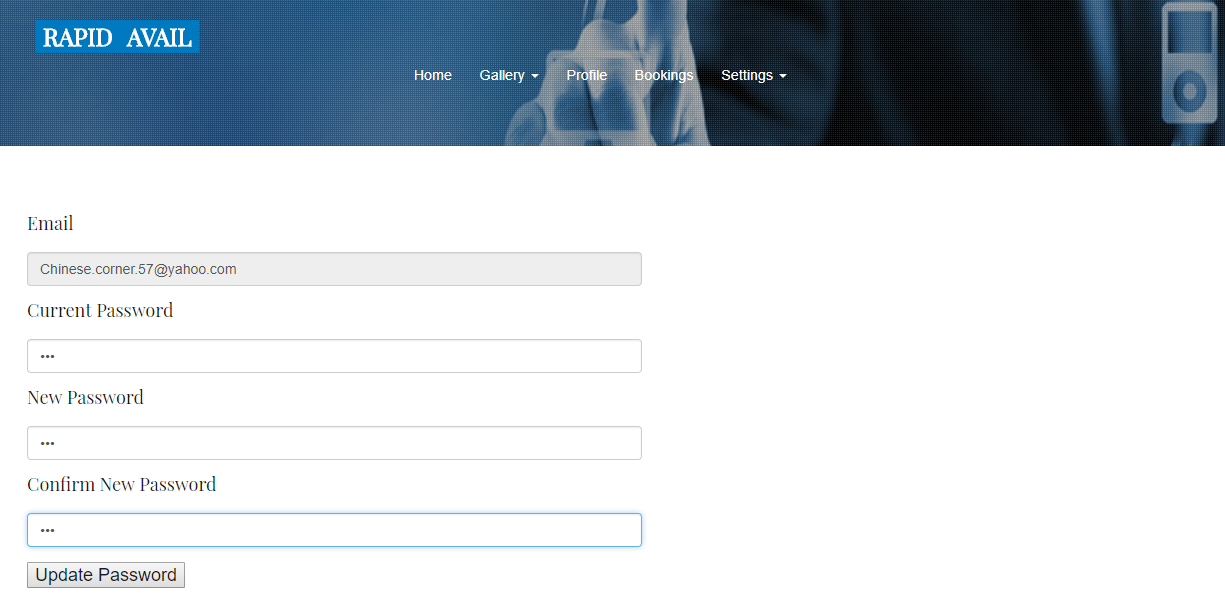 RAPID AVAIL
Home Gallery Profile Bookings Settings
Email
Chinese.corner.57@yahoo.com
Current Password
•••
New Password
•••
Confirm New Password
•••
Update Password